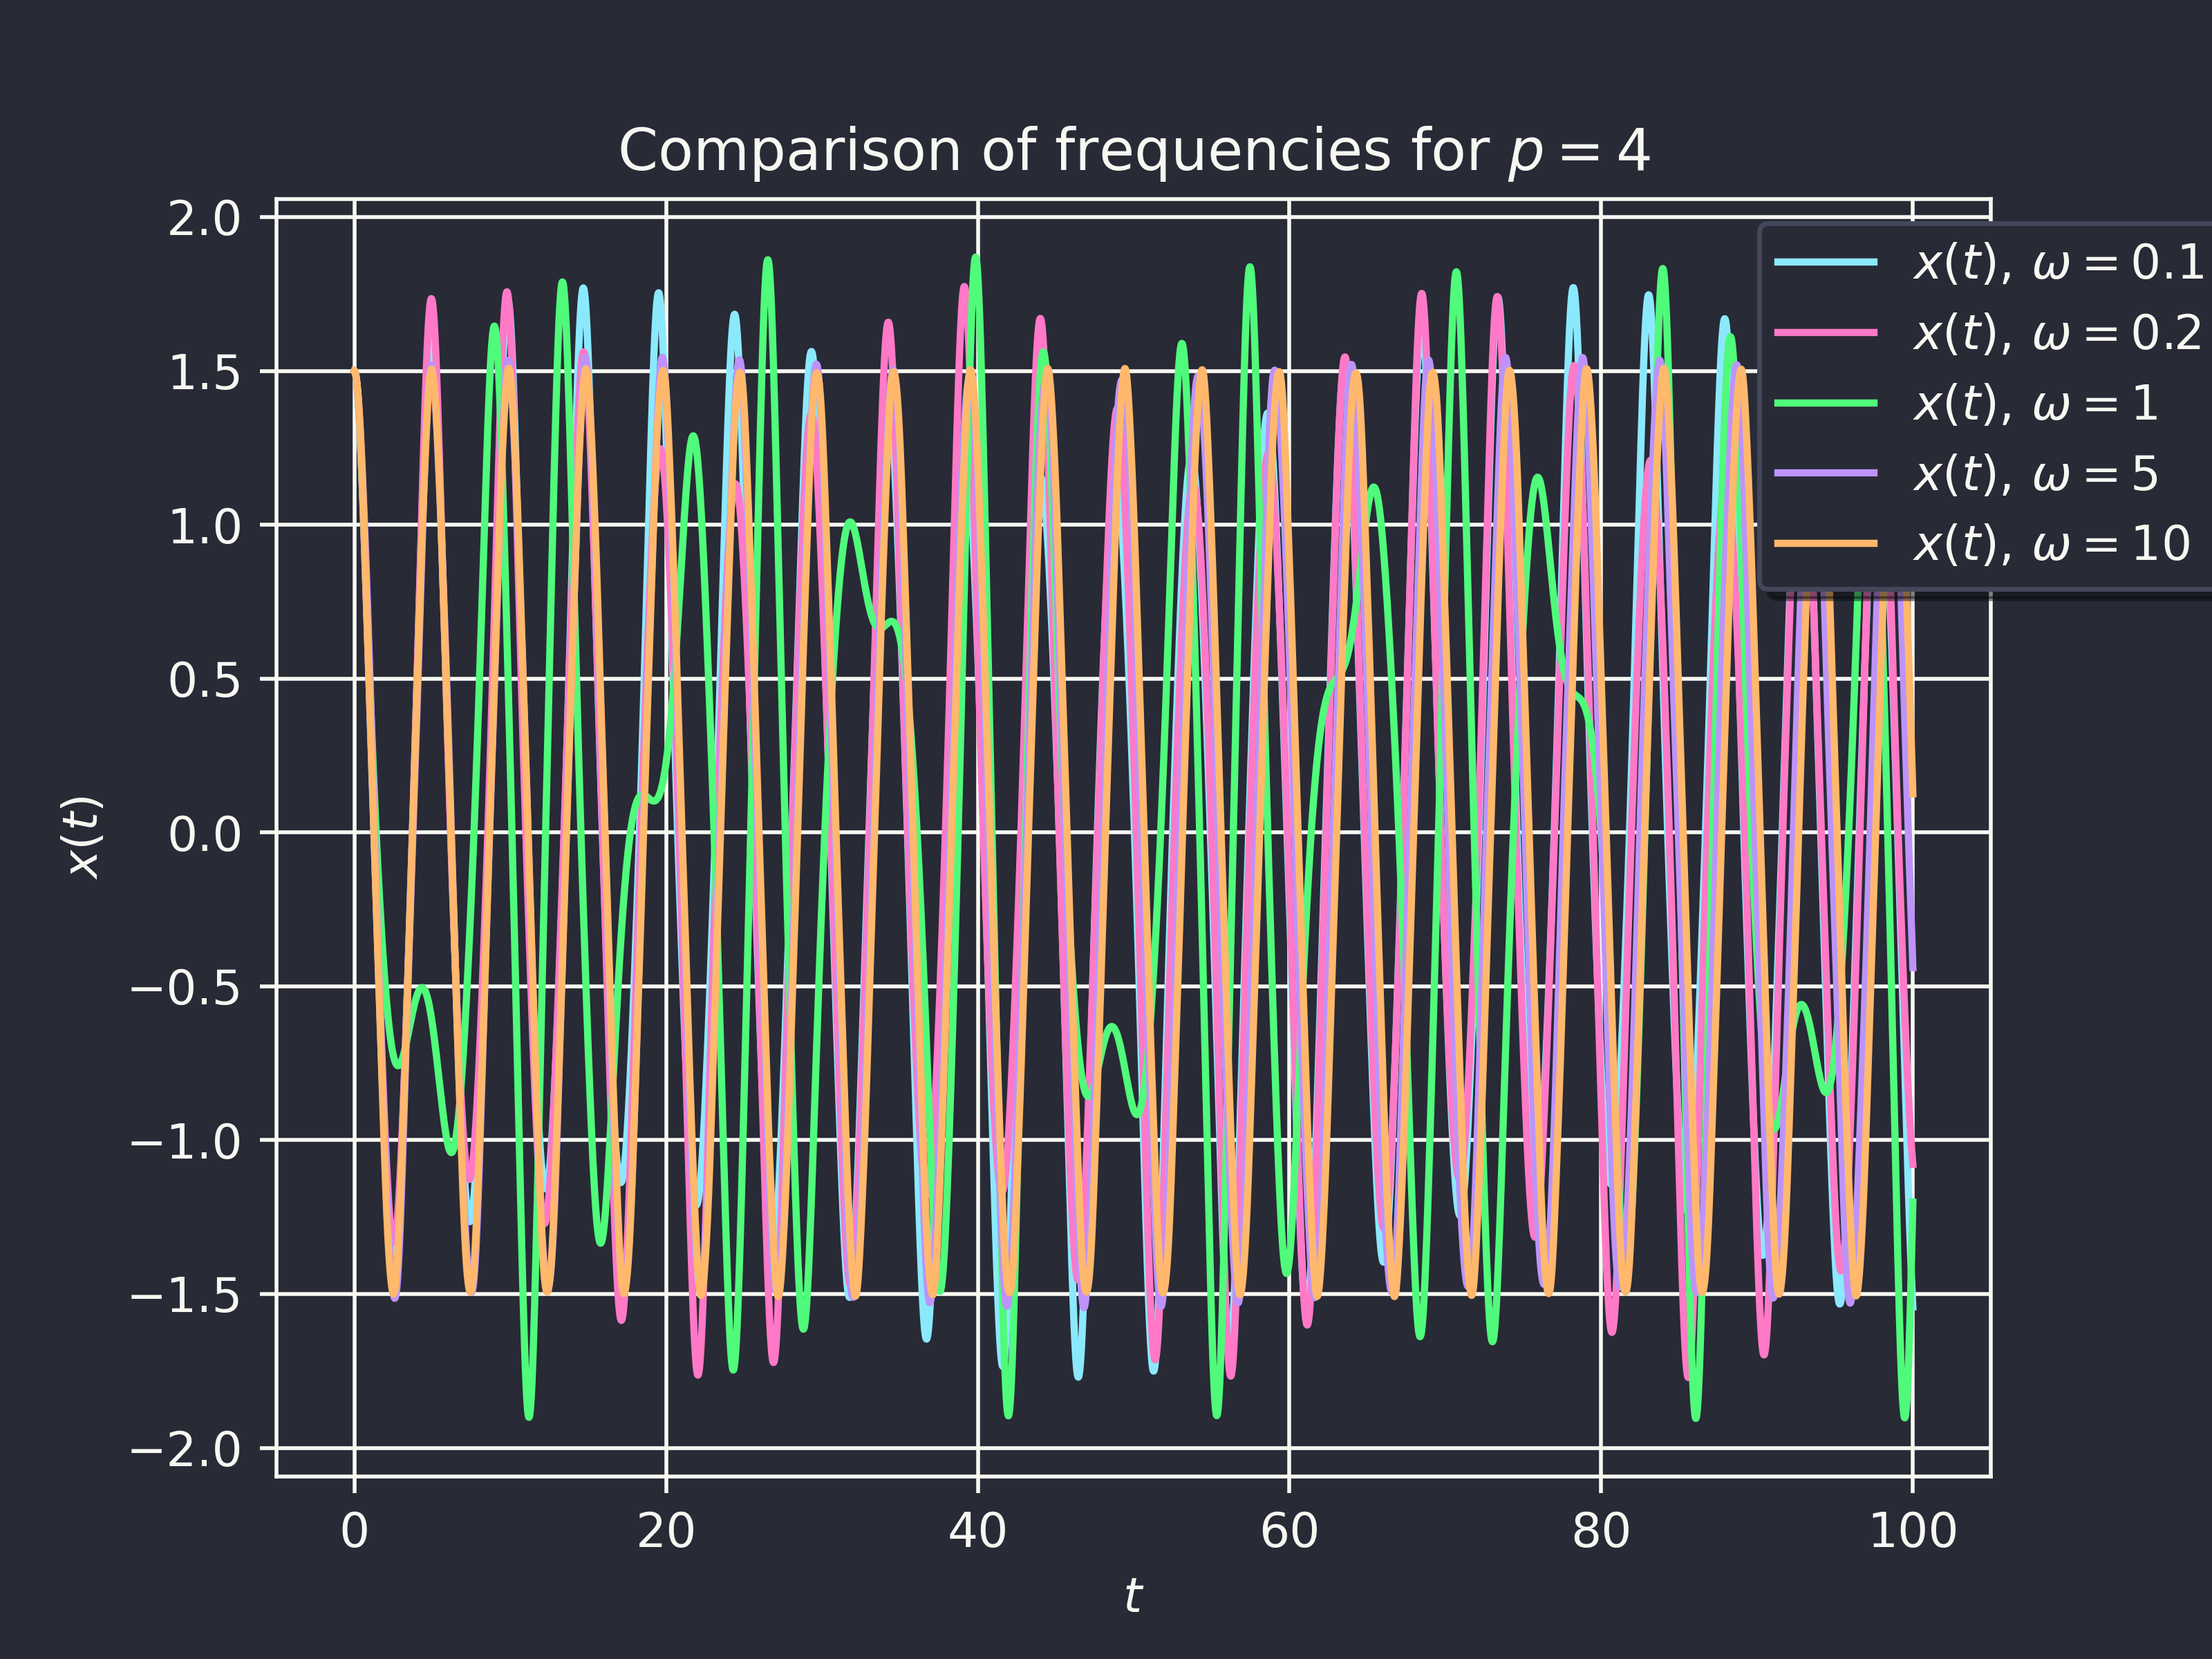 Comparison of frequencies for p = 4
2.0
1.5
1.0
0.5
0.0
−0.5
−1.0
−1.5
−2.0
x(t)
x(t), ω = 0.1
x(t), ω = 0.2
x(t), ω = 1
x(t), ω = 5
x(t), ω = 10
0 20 40 60 80 100
t